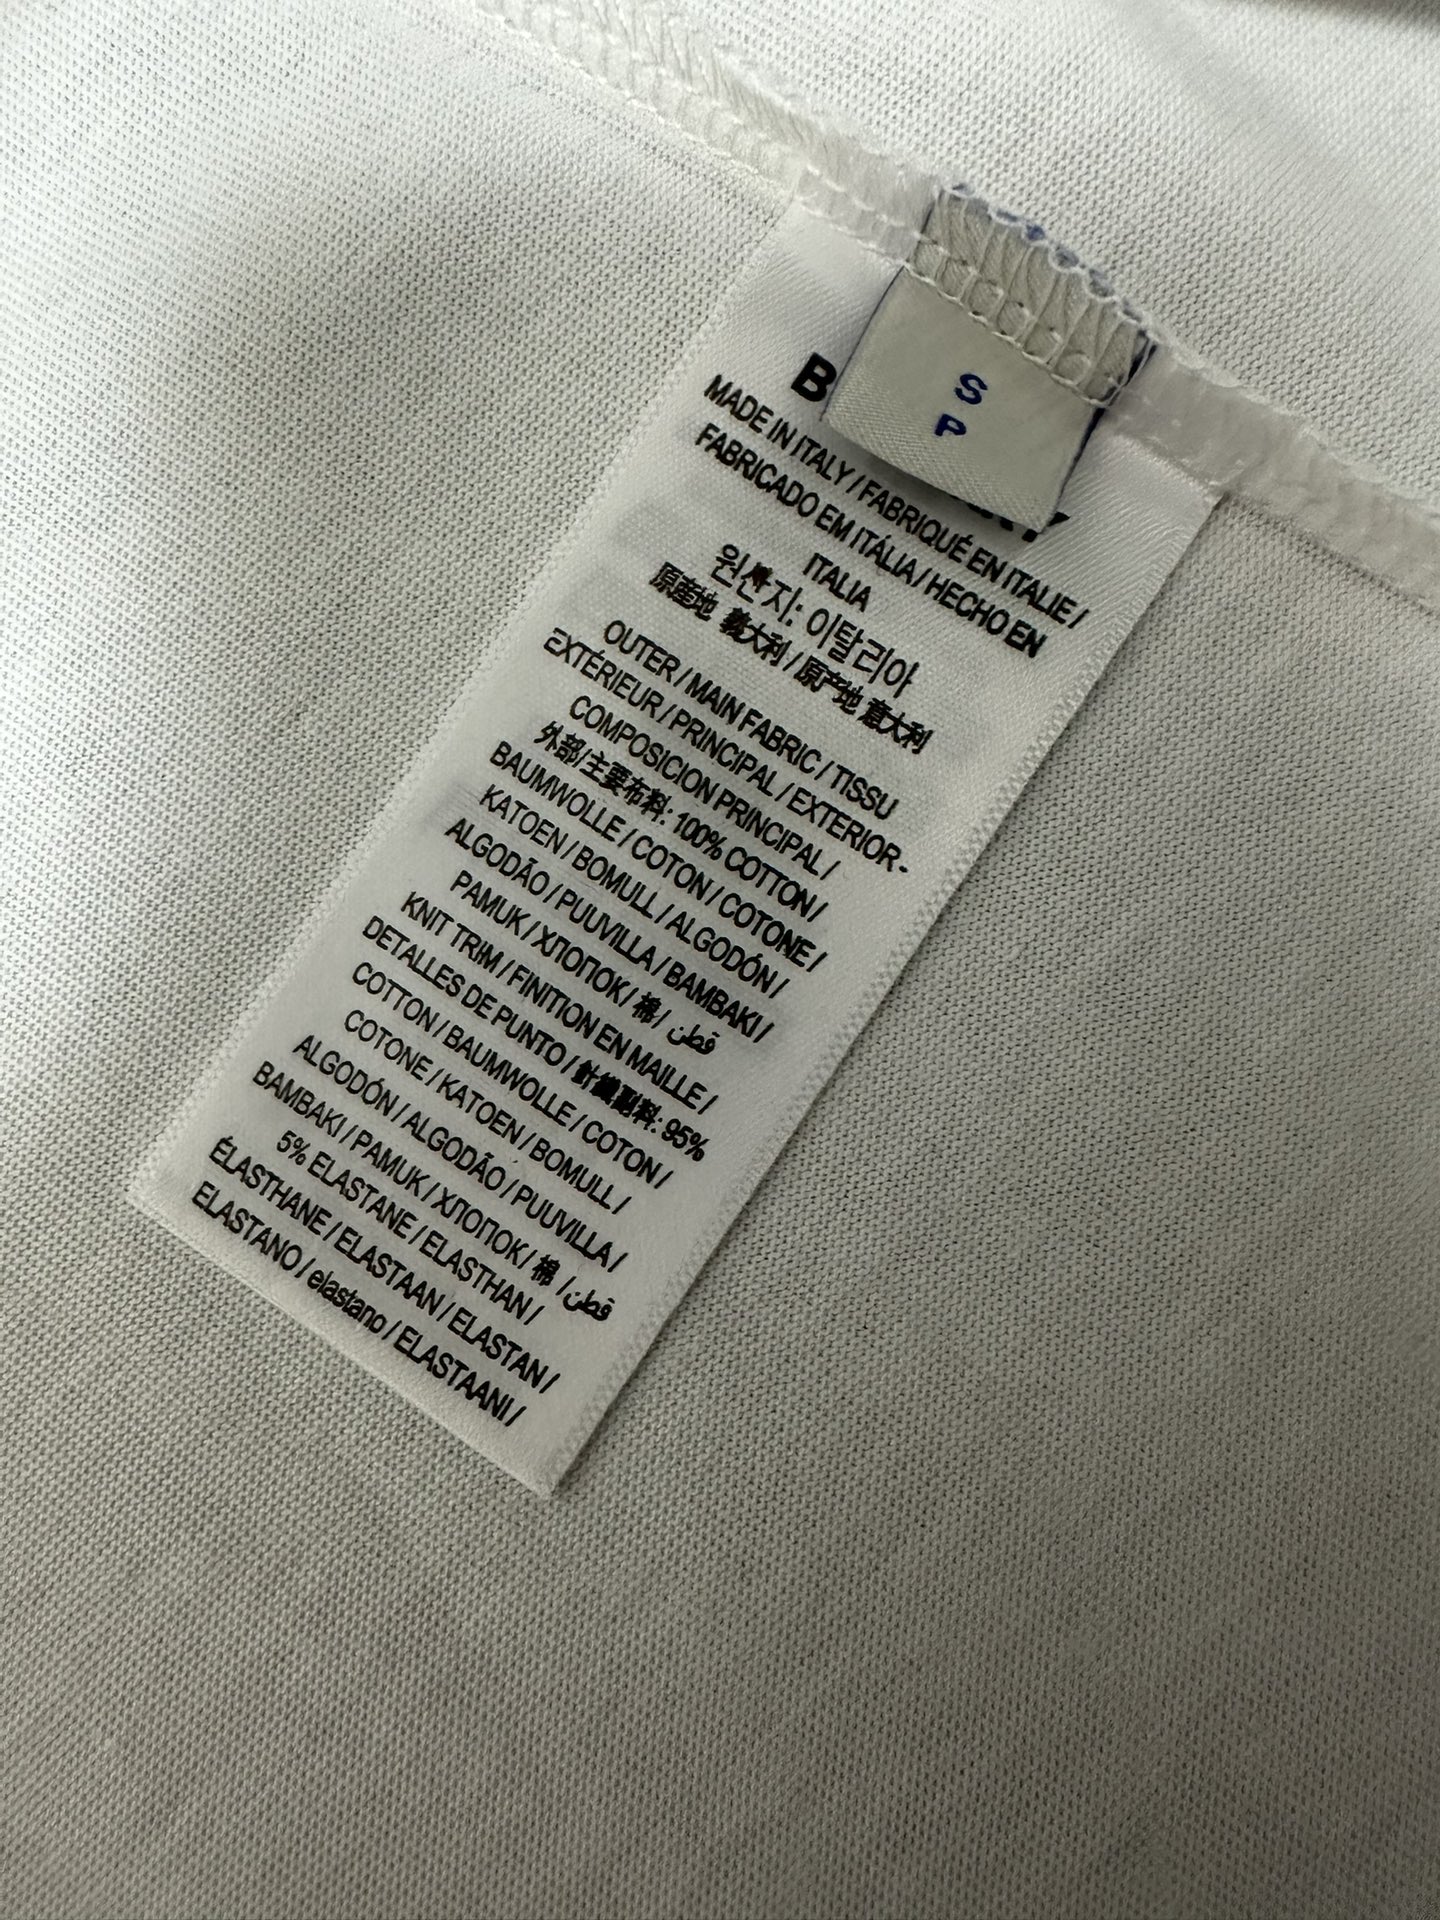 S
P
MADE IN ITALY / FABRIQUÉ EN ITALIE /
FABRICADO EM ITÁLIA / HECHO EN
ITALIA
원산지: 이탈리아
原産地 義大利 / 原产地 意大利
OUTER / MAIN FABRIC / TISSU
EXTÉRIEUR / PRINCIPAL / EXTERIOR -
COMPOSICION PRINCIPAL /
外部/主要布料: 100% COTTON /
BAUMWOLLE / COTON / COTONE /
KATOEN / BOMULL / ALGODÓN /
ALGODÃO / PUUVILLA / BAMBAKI /
PAMUK / ХЛОПОК / 棉 / قطن
KNIT TRIM / FINITION EN MAILLE /
DETALLES DE PUNTO / 針織副料: 95%
COTTON / BAUMWOLLE / COTON /
COTONE / KATOEN / BOMULL /
ALGODÓN / ALGODÃO / PUUVILLA /
BAMBAKI / PAMUK / ХЛОПОК / 棉 / قطن
5% ELASTANE / ELASTHAN /
ÉLASTHANE / ELASTAAN / ELASTAN /
ELASTANO / elastano / ELASTAANI /